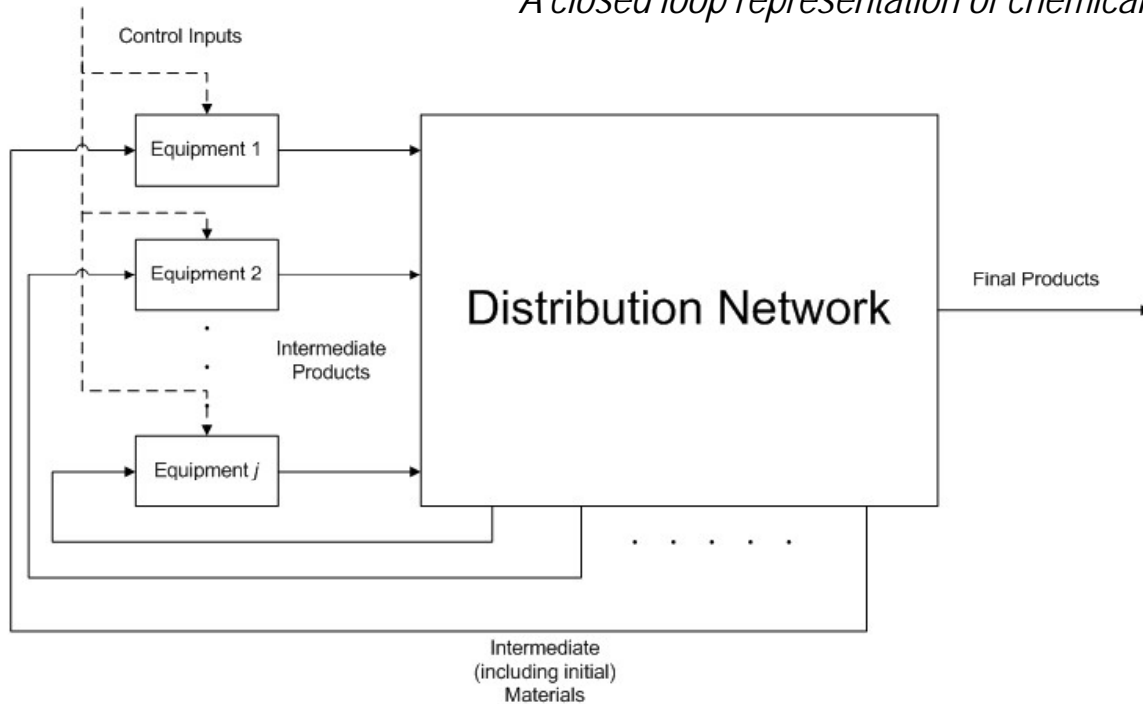 A closed loop representation of chemical
Control Inputs
Equipment 1
Equipment 2
Intermediate
Products
Equipment j
Distribution Network
Final Products
Intermediate
(including initial)
Materials